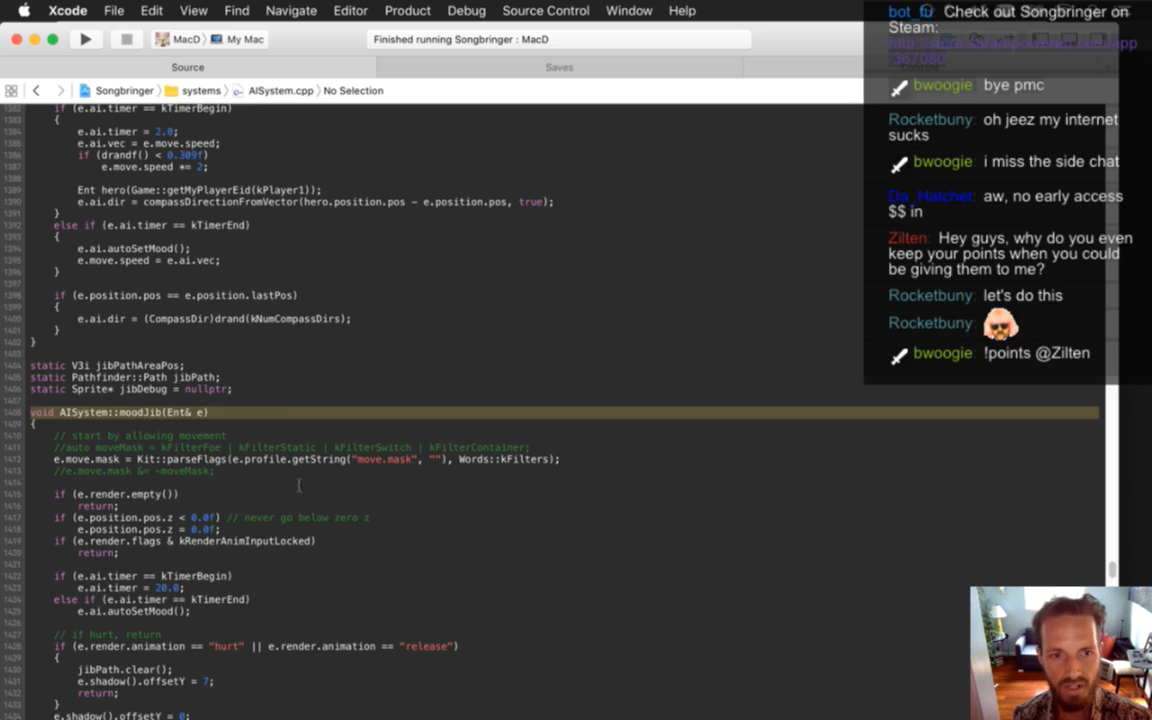 Xcode File Edit View Find Navigate Editor Product Debug Source Control Window Help
MacD My Mac
Finished running Songbringer : MacD
Source
Saves
Songbringer systems AISystem.cpp No Selection
1382 if (e.ai.timer == kTimerBegin)
1383 {
1384 e.ai.timer = 2.0;
1385 e.ai.vec = e.move.speed;
1386 if (drandf() < 0.309f)
1387 e.move.speed *= 2;
1388
1389 Ent hero(Game::getMyPlayerEid(kPlayer1));
1390 e.ai.dir = compassDirectionFromVector(hero.position.pos - e.position.pos, true);
1391 }
1392 else if (e.ai.timer == kTimerEnd)
1393 {
1394 e.ai.autoSetMood();
1395 e.move.speed = e.ai.vec;
1396 }
1397
1398 if (e.position.pos == e.position.lastPos)
1399 {
1400 e.ai.dir = (CompassDir)drand(kNumCompassDirs);
1401 }
1402 }
1403
1404 static V3i jibPathAreaPos;
1405 static Pathfinder::Path jibPath;
1406 static Sprite* jibDebug = nullptr;
1407
1408 void AISystem::moodJib(Ent& e)
1409 {
1410 // start by allowing movement
1411 //auto moveMask = kFilterFoe | kFilterStatic | kFilterSwitch | kFilterContainer;
1412 e.move.mask = Kit::parseFlags(e.profile.getString("move.mask", ""), Words::kFilters);
1413 //e.move.mask &= ~moveMask;
1414
1415 if (e.render.empty())
1416 return;
1417 if (e.position.pos.z < 0.0f) // never go below zero z
1418 e.position.pos.z = 0.0f;
1419 if (e.render.flags & kRenderAnimInputLocked)
1420 return;
1421
1422 if (e.ai.timer == kTimerBegin)
1423 e.ai.timer = 20.0;
1424 else if (e.ai.timer == kTimerEnd)
1425 e.ai.autoSetMood();
1426
1427 // if hurt, return
1428 if (e.render.animation == "hurt" || e.render.animation == "release")
1429 {
1430 jibPath.clear();
1431 e.shadow().offsetY = 7;
1432 return;
1433 }
1434 e.shadow().offsetY = 0;
bot_fu: Check out Songbringer on
Steam:
/367080
bwoogie: bye pmc
Rocketbuny: oh jeez my internet
sucks
bwoogie: i miss the side chat
Da_Hatchet: aw, no early access
$$ in
Zilten: Hey guys, why do you even
keep your points when you could
be giving them to me?
Rocketbuny: let's do this
Rocketbuny:
bwoogie: !points @Zilten